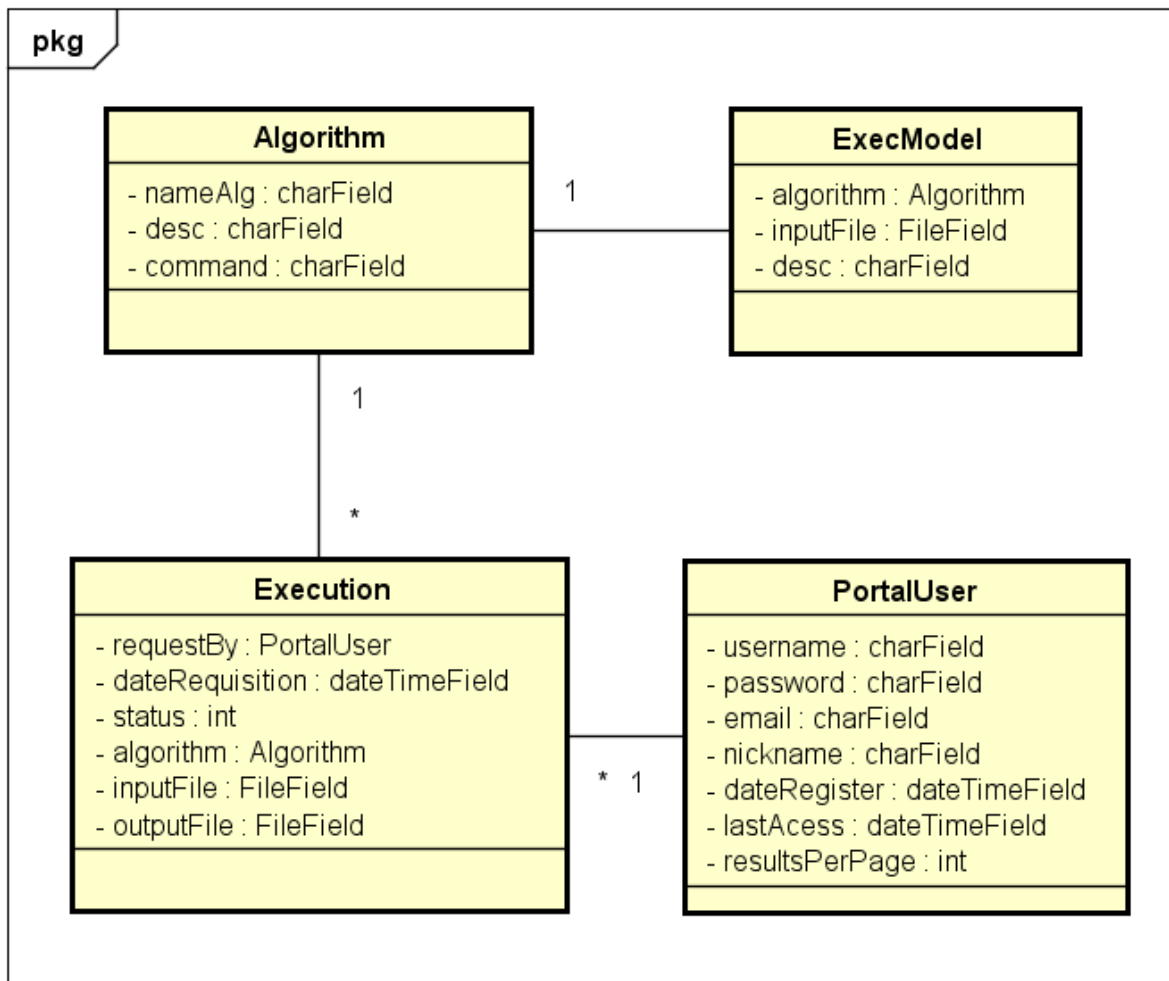 pkg
Algorithm
- nameAlg : charField
- desc : charField
- command : charField
1
ExecModel
- algorithm : Algorithm
- inputFile : FileField
- desc : charField
1
*
Execution
- requestBy : PortalUser
- dateRequisition : dateTimeField
- status : int
- algorithm : Algorithm
- inputFile : FileField
- outputFile : FileField
* 1
PortalUser
- username : charField
- password : charField
- email : charField
- nickname : charField
- dateRegister : dateTimeField
- lastAcess : dateTimeField
- resultsPerPage : int